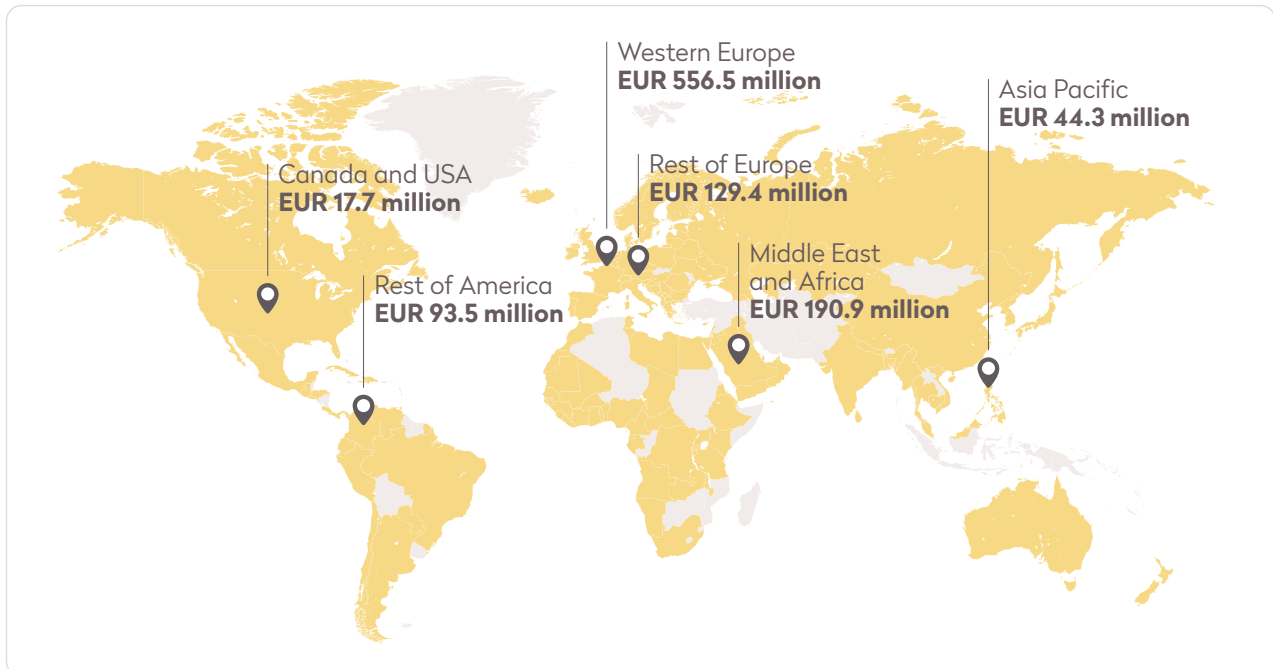 Western Europe
EUR 556.5 million
Asia Pacific
EUR 44.3 million
Canada and USA
EUR 17.7 million
Rest of Europe
EUR 129.4 million
Middle East
and Africa
EUR 190.9 million
Rest of America
EUR 93.5 million